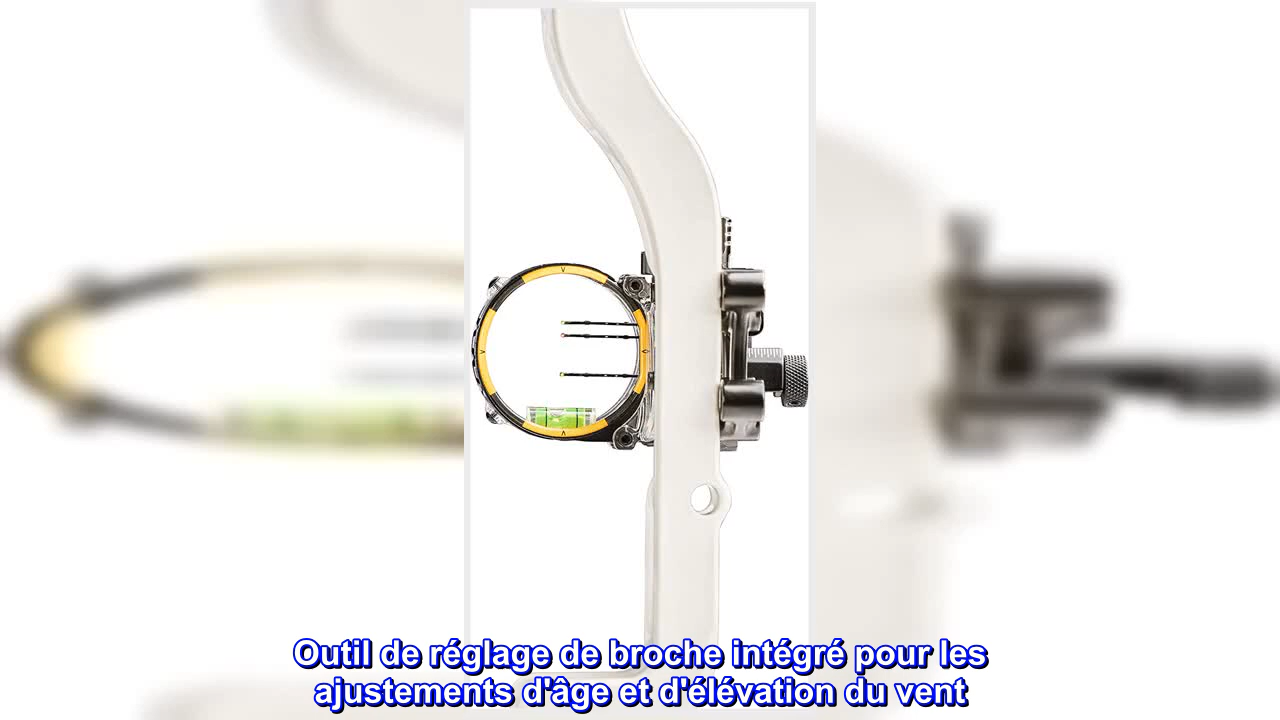 Outil de réglage de broche intégré pour les
ajustements d'âge et d'élévation du vent